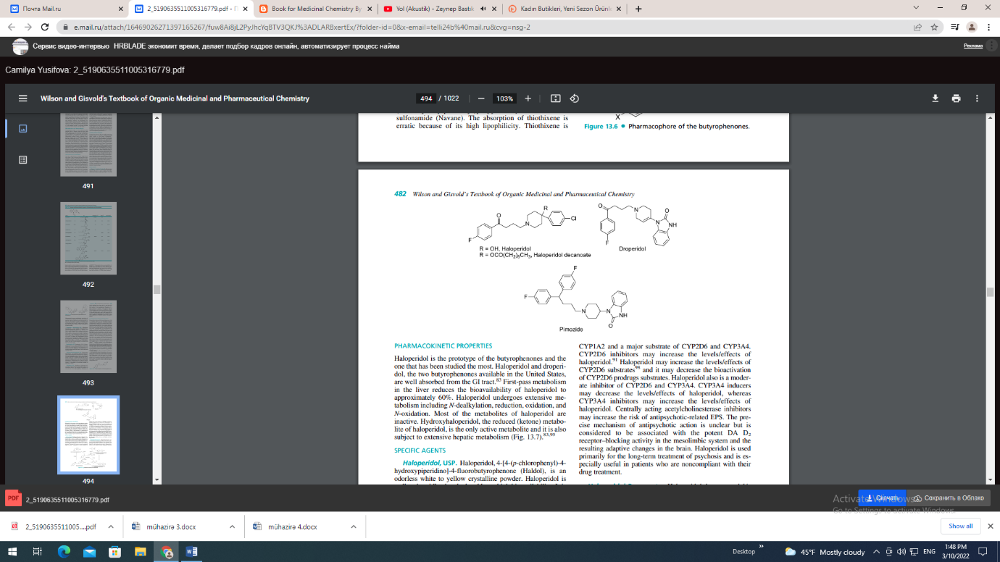 Почта Mail.ru
2_5190635511005316779.pdf - П
Book for Medicinal Chemistry By
Yol (Akustik) - Zeynep Bastık
Kadın Butikleri, Yeni Sezon Ürünle
e.mail.ru/attach/16469026271397165267/fuw8Ai8jL2PyJhcYqBTV3QKJ%3ADLARBxertEx/?folder-id=0&x-email=telli24b%40mail.ru&cvg=nsg-2
Сервис видео-интервью HRBLADE экономит время, делает подбор кадров онлайн, автоматизирует процесс найма
Реклама
Camilya Yusifova: 2_5190635511005316779.pdf
Wilson and Gisvold's Textbook of Organic Medicinal and Pharmaceutical Chemistry
494 / 1022
103%
491
492
493
494
sulfonamide (Navane). The absorption of thiothixene is
erratic because of its high lipophilicity. Thiothixene is
X
Figure 13.6 • Pharmacophore of the butyrophenones.
482 Wilson and Gisvold's Textbook of Organic Medicinal and Pharmaceutical Chemistry
O
R
Cl
N
F
R = OH, Haloperidol
R = OCO(CH2)8CH3, Haloperidol decanoate
O
N
O
N
NH
F
Droperidol
F
F
N
N
NH
O
Pimozide
PHARMACOKINETIC PROPERTIES
Haloperidol is the prototype of the butyrophenones and the
one that has been studied the most. Haloperidol and droperi-
dol, the two butyrophenones available in the United States,
are well absorbed from the GI tract.83 First-pass metabolism
in the liver reduces the bioavailability of haloperidol to
approximately 60%. Haloperidol undergoes extensive me-
tabolism including N-dealkylation, reduction, oxidation, and
N-oxidation. Most of the metabolites of haloperidol are
inactive. Hydroxyhaloperidol, the reduced (ketone) metabo-
lite of haloperidol, is the only active metabolite and it is also
subject to extensive hepatic metabolism (Fig. 13.7).83,95
SPECIFIC AGENTS
Haloperidol, USP. Haloperidol, 4-[4-(p-chlorophenyl)-4-
hydroxypiperidino]-4-fluorobutyrophenone (Haldol), is an
odorless white to yellow crystalline powder. Haloperidol is
CYP1A2 and a major substrate of CYP2D6 and CYP3A4.
CYP2D6 inhibitors may increase the levels/effects of
haloperidol.91 Haloperidol may increase the levels/effects of
CYP2D6 substrates98 and it may decrease the bioactivation
of CYP2D6 prodrugs substrates. Haloperidol also is a moder-
ate inhibitor of CYP2D6 and CYP3A4. CYP3A4 inducers
may decrease the levels/effects of haloperidol, whereas
CYP3A4 inhibitors may increase the levels/effects of
haloperidol. Centrally acting acetylcholinesterase inhibitors
may increase the risk of antipsychotic-related EPS. The pre-
cise mechanism of antipsychotic action is unclear but is
considered to be associated with the potent DA D2
receptor–blocking activity in the mesolimbic system and the
resulting adaptive changes in the brain. Haloperidol is used
primarily for the long-term treatment of psychosis and is es-
pecially useful in patients who are noncompliant with their
drug treatment.
PDF
2_5190635511005316779.pdf
Скачать
Сохранить в Облако
Activate Windows
Go to Settings to activate Windows.
2_5190635511005....pdf
mühazirə 3.docx
mühazirə 4.docx
Show all
Desktop
45°F Mostly cloudy
ENG
1:48 PM
3/10/2022